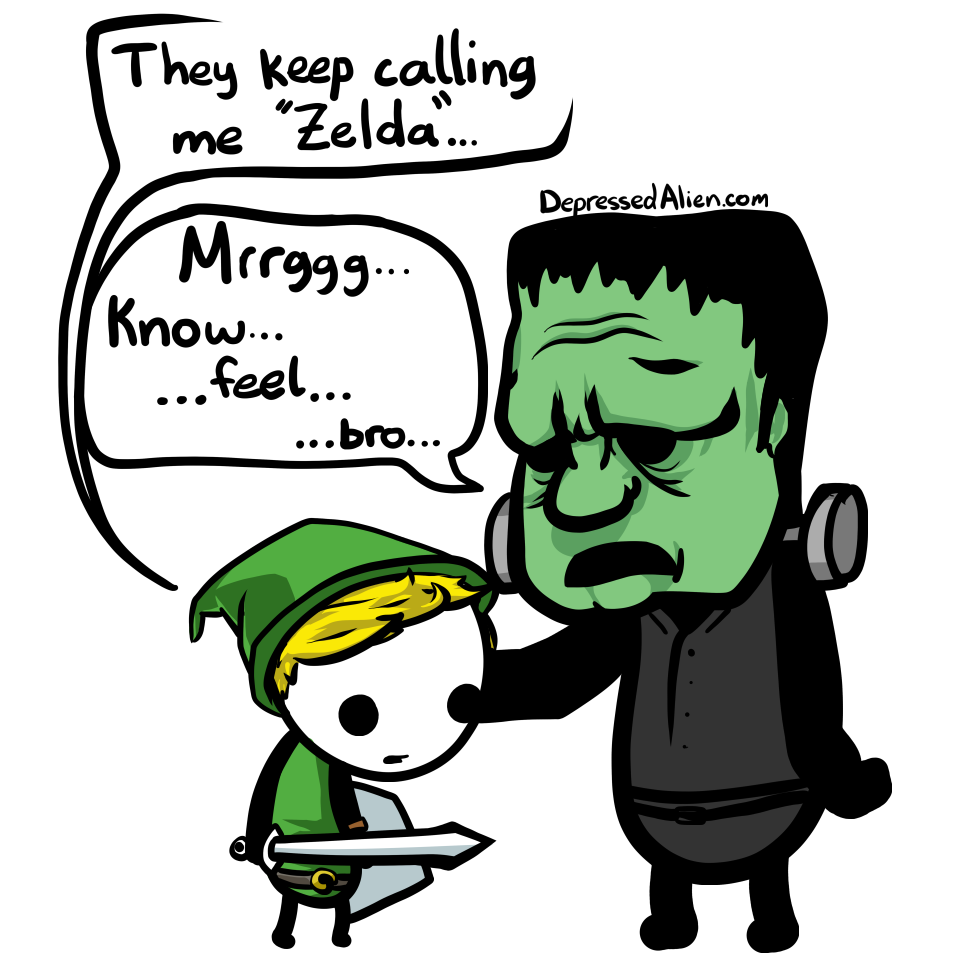 They keep calling
me "Zelda"...
DepressedAlien.com
Mrrggg...
Know...
...feel...
...bro...